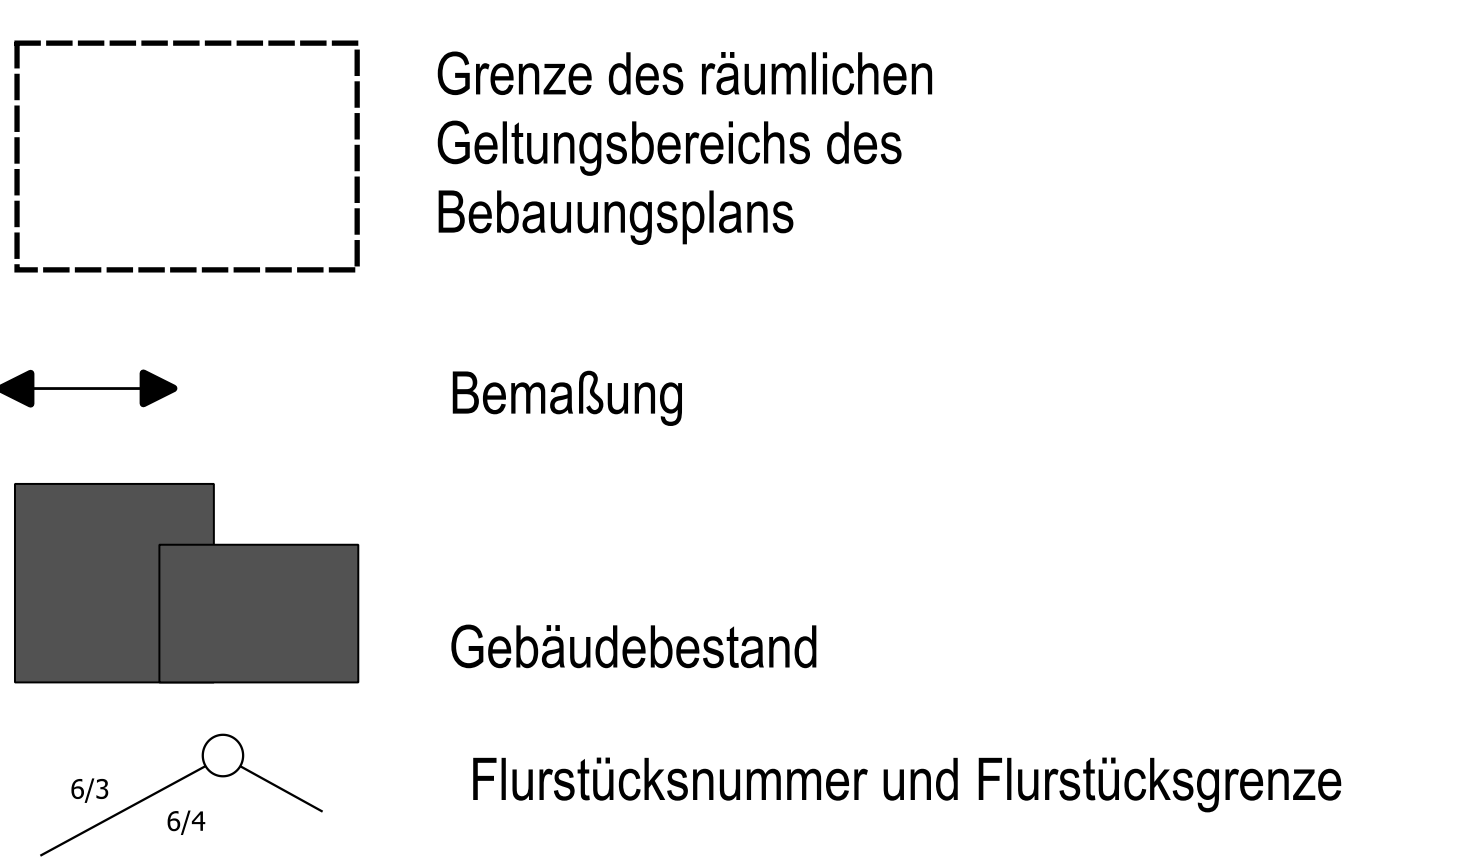 Grenze des räumlichen
Geltungsbereichs des
Bebauungsplans
Bemaßung
Gebäudebestand
6/3
6/4
Flurstücksnummer und Flurstücksgrenze